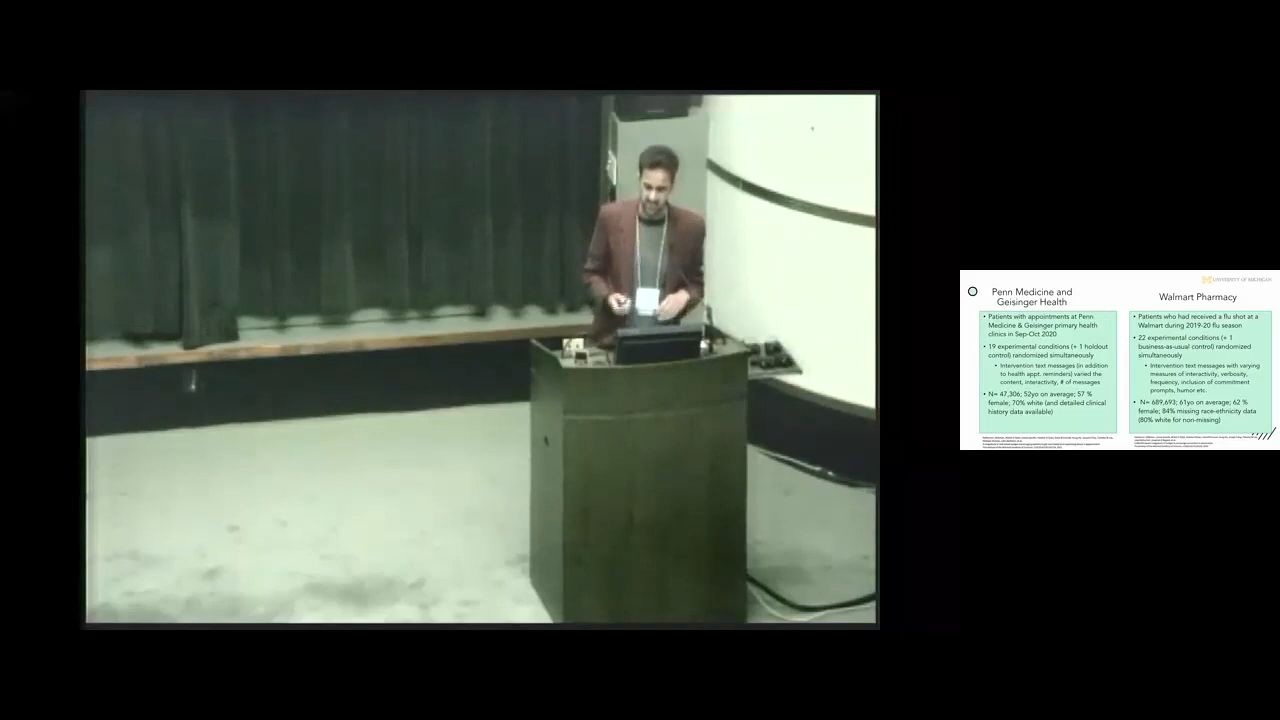 UNIVERSITY OF MICHIGAN
Penn Medicine and
Geisinger Health
• Patients with appointments at Penn
Medicine & Geisinger primary health
clinics in Sep-Oct 2020
• 19 experimental conditions (+ 1 holdout
control) randomized simultaneously
• Intervention text messages (in addition
to health appt. reminders) varied the
content, interactivity, # of messages
• N= 47,306; 52yo on average; 57 %
female; 70% white (and detailed clinical
history data available)
Walmart Pharmacy
• Patients who had received a flu shot at a
Walmart during 2019-20 flu season
• 22 experimental conditions (+ 1
business-as-usual control) randomized
simultaneously
• Intervention text messages with varying
measures of interactivity, verbosity,
frequency, inclusion of commitment
prompts, humor etc.
• N= 689,693; 61yo on average; 62 %
female; 84% missing race-ethnicity data
(80% white for non-missing)